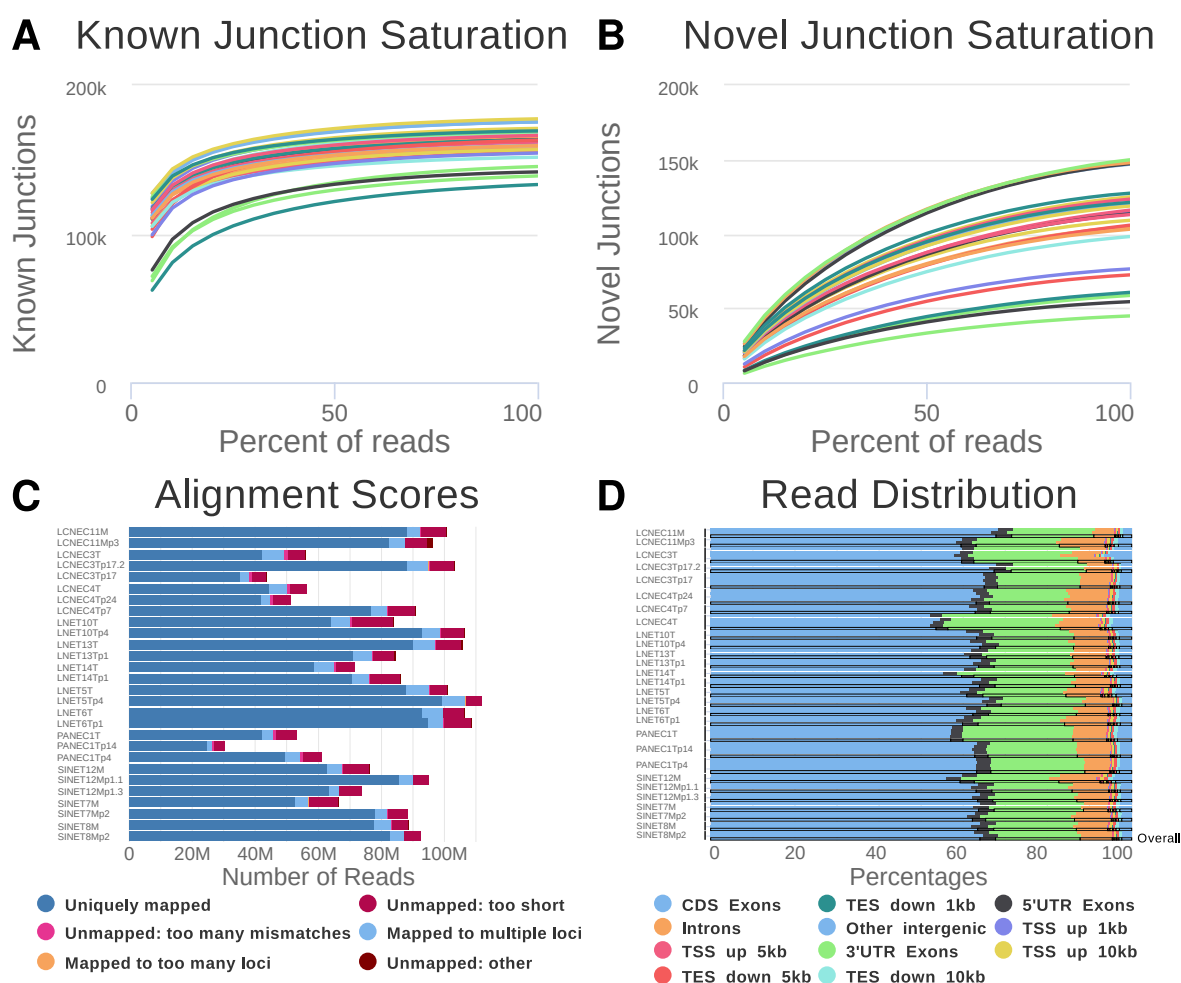 A Known Junction Saturation
200k
100k
0
Known Junctions
0 50 100
Percent of reads
B Novel Junction Saturation
200k
150k
100k
50k
0
Novel Junctions
0 50 100
Percent of reads
C Alignment Scores
LCNEC11M
LCNEC11Mp3
LCNEC3T
LCNEC3Tp17.2
LCNEC3Tp17
LCNEC4T
LCNEC4Tp24
LCNEC4Tp7
LNET10T
LNET10Tp4
LNET13T
LNET13Tp1
LNET14T
LNET14Tp1
LNET5T
LNET5Tp4
LNET6T
LNET6Tp1
PANEC1T
PANEC1Tp14
PANEC1Tp4
SINET12M
SINET12Mp1.1
SINET12Mp1.3
SINET7M
SINET7Mp2
SINET8M
SINET8Mp2
0 20M 40M 60M 80M 100M
Number of Reads
Uniquely mapped
Unmapped: too short
Unmapped: too many mismatches
Mapped to multiple loci
Mapped to too many loci
Unmapped: other
D Read Distribution
LCNEC11M
LCNEC11Mp3
LCNEC3T
LCNEC3Tp17.2
LCNEC3Tp17
LCNEC4Tp24
LCNEC4Tp7
LCNEC4T
LNET10T
LNET10Tp4
LNET13T
LNET13Tp1
LNET14T
LNET14Tp1
LNET5T
LNET5Tp4
LNET6T
LNET6Tp1
PANEC1T
PANEC1Tp14
PANEC1Tp4
SINET12M
SINET12Mp1.1
SINET12Mp1.3
SINET7M
SINET7Mp2
SINET8M
SINET8Mp2
Overall
0 20 40 60 80 100
Percentages
CDS Exons
TES down 1kb
5'UTR Exons
Introns
Other intergenic
TSS up 1kb
TSS up 5kb
3'UTR Exons
TSS up 10kb
TES down 5kb
TES down 10kb